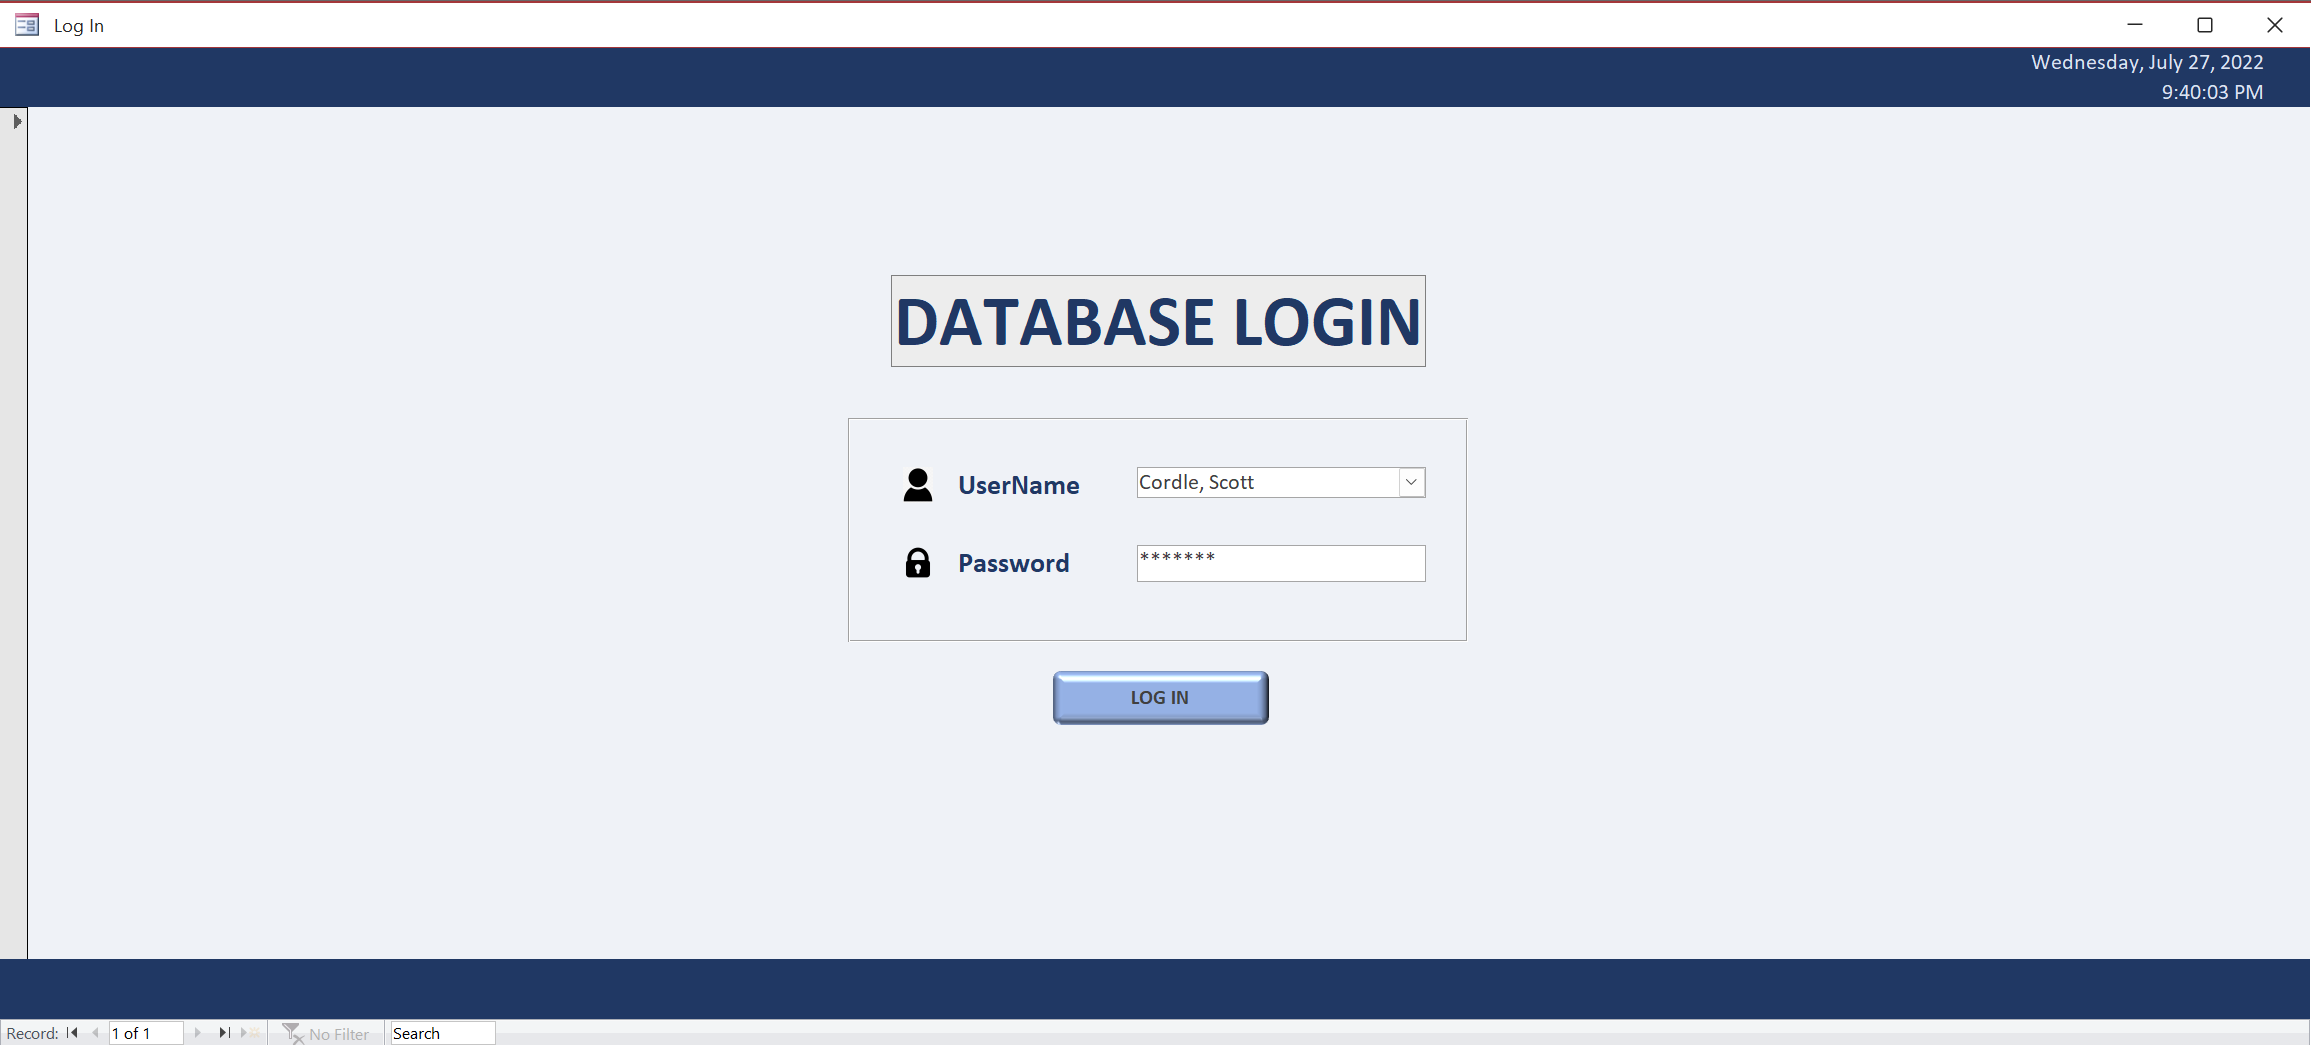 Log In
Wednesday, July 27, 2022
9:40:03 PM
DATABASE LOGIN
UserName Cordle, Scott
Password *******
LOG IN
Record: 1 of 1 No Filter Search